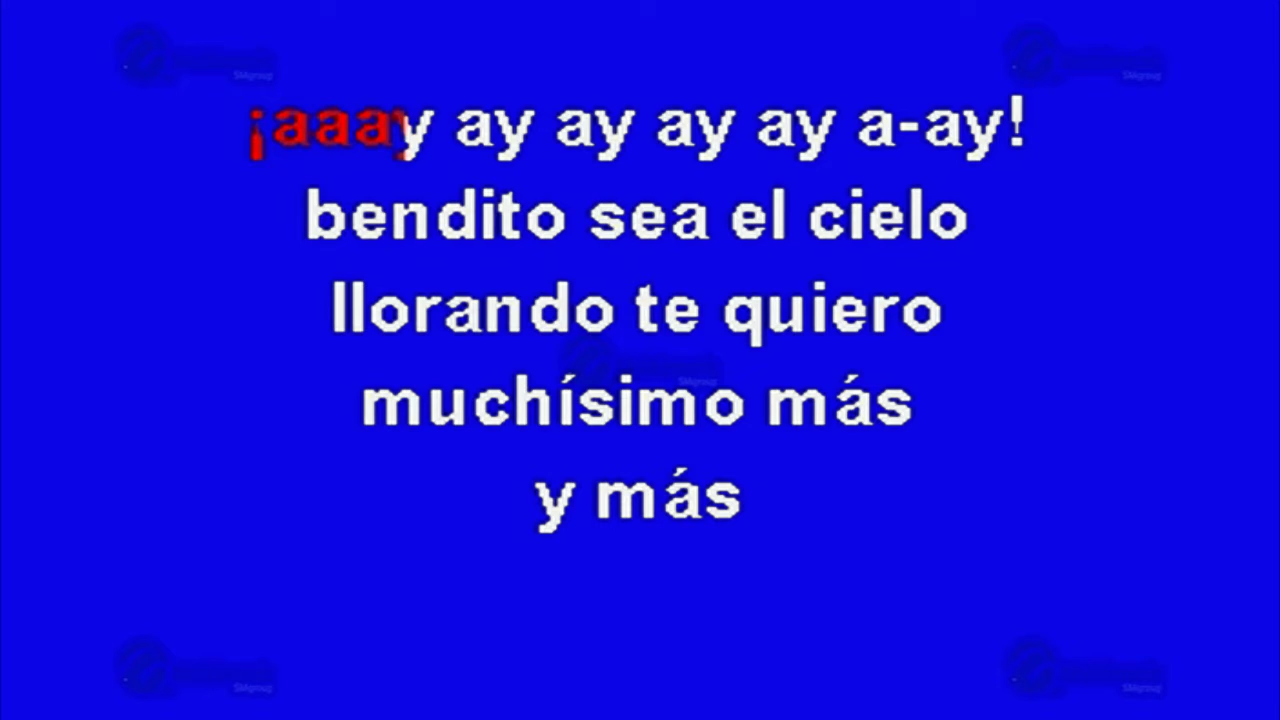 ¡aaay ay ay ay ay a-ay!
bendito sea el cielo
llorando te quiero
muchísimo más
y más